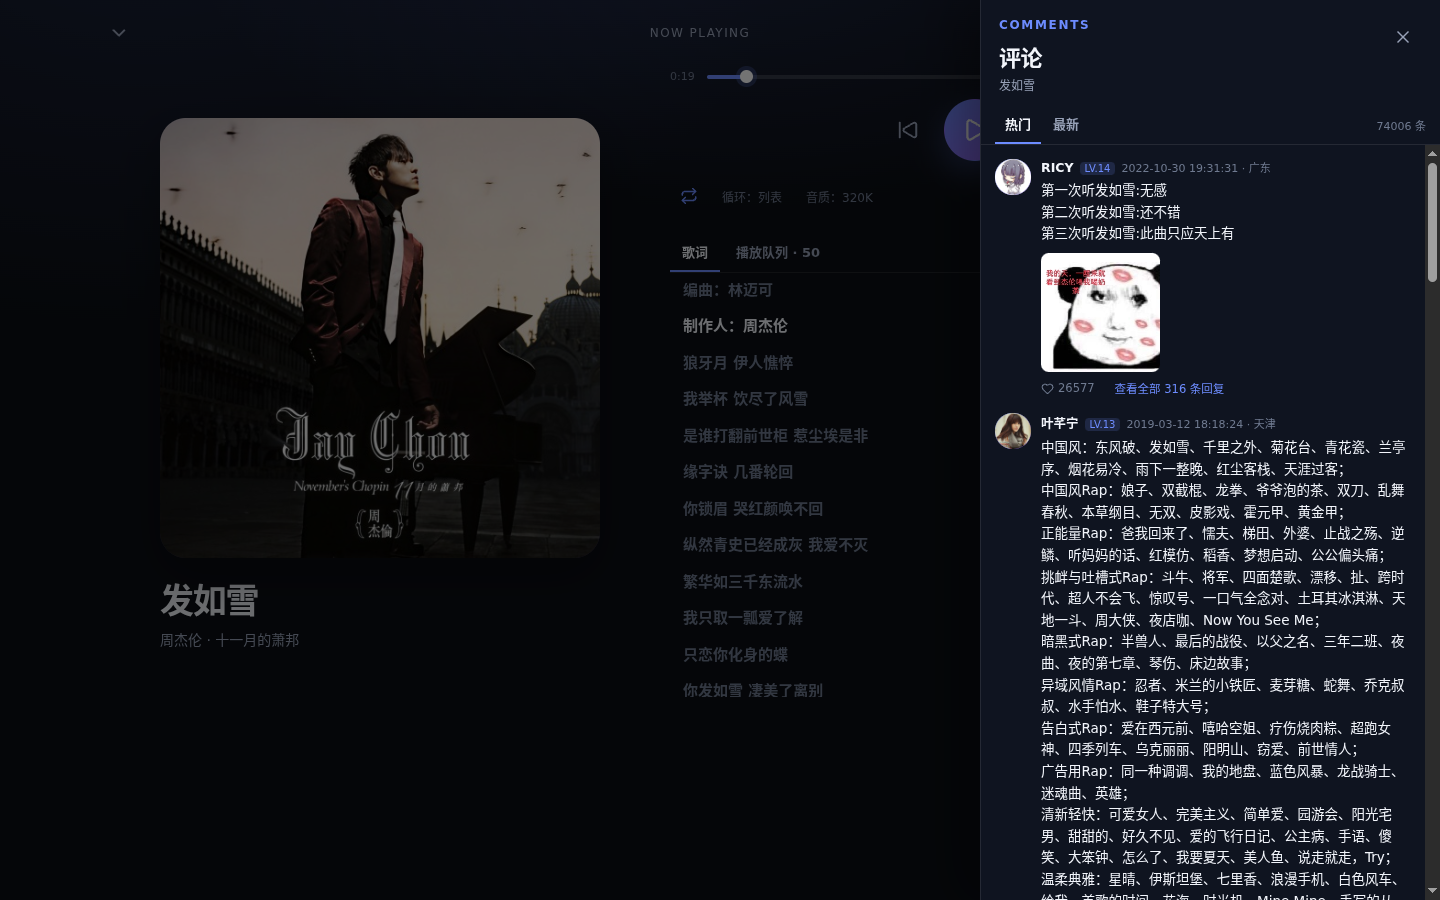 NOW PLAYING
0:19
循环：列表
音质：320K
歌词
播放队列 · 50
编曲：林迈可
制作人：周杰伦
狼牙月 伊人憔悴
我举杯 饮尽了风雪
是谁打翻前世柜 惹尘埃是非
缘字诀 几番轮回
你锁眉 哭红颜唤不回
纵然青史已经成灰 我爱不灭
繁华如三千东流水
我只取一瓢爱了解
只恋你化身的蝶
你发如雪 凄美了离别
Jay Chou
November's Chopin 11月的蕭邦
周杰倫
发如雪
周杰伦 · 十一月的萧邦
COMMENTS
评论
发如雪
热门
最新
74006 条
RICY LV.14 2022-10-30 19:31:31 · 广东
第一次听发如雪:无感
第二次听发如雪:还不错
第三次听发如雪:此曲只应天上有
26577
查看全部 316 条回复
叶芊宁 LV.13 2019-03-12 18:18:24 · 天津
中国风：东风破、发如雪、千里之外、菊花台、青花瓷、兰亭
序、烟花易冷、雨下一整晚、红尘客栈、天涯过客；
中国风Rap：娘子、双截棍、龙拳、爷爷泡的茶、双刀、乱舞
春秋、本草纲目、无双、皮影戏、霍元甲、黄金甲；
正能量Rap：爸我回来了、懦夫、梯田、外婆、止战之殇、逆
鳞、听妈妈的话、红模仿、稻香、梦想启动、公公偏头痛；
挑衅与吐槽式Rap：斗牛、将军、四面楚歌、漂移、扯、跨时
代、超人不会飞、惊叹号、一口气全念对、土耳其冰淇淋、天
地一斗、周大侠、夜店咖、Now You See Me；
暗黑式Rap：半兽人、最后的战役、以父之名、三年二班、夜
曲、夜的第七章、琴伤、床边故事；
异域风情Rap：忍者、米兰的小铁匠、麦芽糖、蛇舞、乔克叔
叔、水手怕水、鞋子特大号；
告白式Rap：爱在西元前、嘻哈空姐、疗伤烧肉粽、超跑女
神、四季列车、乌克丽丽、阳明山、窃爱、前世情人；
广告用Rap：同一种调调、我的地盘、蓝色风暴、龙战骑士、
迷魂曲、英雄；
清新轻快：可爱女人、完美主义、简单爱、园游会、阳光宅
男、甜甜的、好久不见、爱的飞行日记、公主病、手语、傻
笑、大笨钟、怎么了、我要夏天、美人鱼、说走就走，Try；
温柔典雅：星晴、伊斯坦堡、七里香、浪漫手机、白色风车、